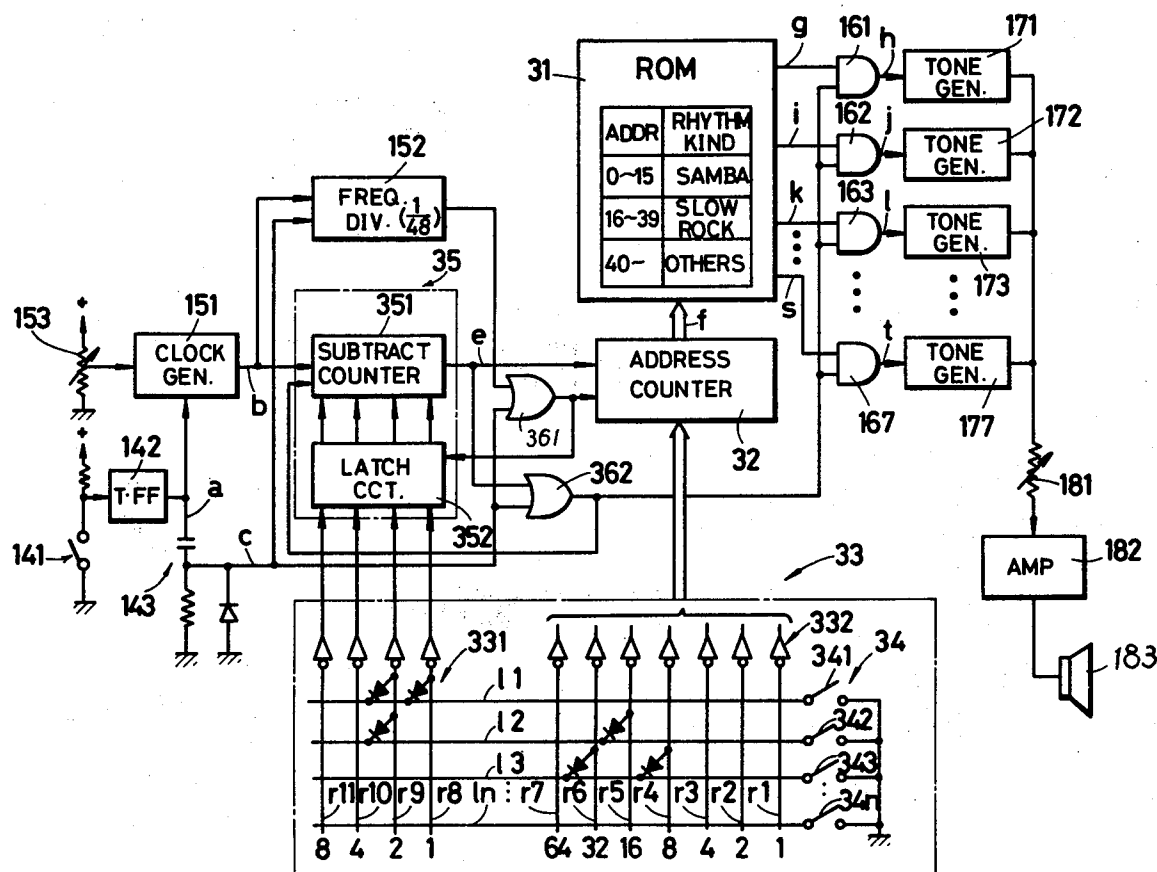 g 161 h 171
31 ROM TONE GEN.
ADDR RHYTHM KIND
i 162 j 172
TONE GEN.
0~15 SAMBA
k 163 l
16~39 SLOW ROCK
TONE GEN.
173
40~ OTHERS
s
152
FREQ. DIV. (1/48)
35
+
153
151
CLOCK GEN.
b
351
SUBTRACT COUNTER
e
f
ADDRESS COUNTER
32
t
TONE GEN.
167 177
361
362
+
142
T·FF
a
LATCH CCT.
352
181
141
143
c
33
AMP 182
183
331
332
341 34
l1
342
l2
343
l3
r11 r10 r9 r8 ln r7 r6 r5 r4 r3 r2 r1
34n
8 4 2 1 64 32 16 8 4 2 1